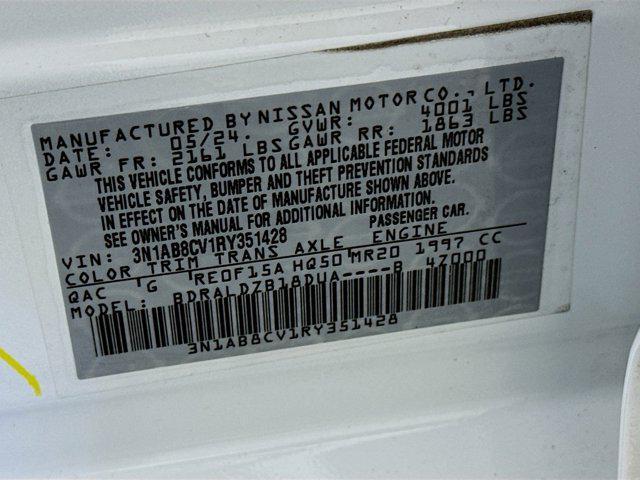 MANUFACTURED BY NISSAN MOTOR CO., LTD.
DATE: 05/24. GVWR: 4001 LBS
GAWR FR: 2161 LBS GAWR RR: 1863 LBS
THIS VEHICLE CONFORMS TO ALL APPLICABLE FEDERAL MOTOR
VEHICLE SAFETY, BUMPER AND THEFT PREVENTION STANDARDS
IN EFFECT ON THE DATE OF MANUFACTURE SHOWN ABOVE.
SEE OWNER'S MANUAL FOR ADDITIONAL INFORMATION.
VIN: 3N1AB8CV1RY351428 PASSENGER CAR.
COLOR TRIM TRANS AXLE ENGINE
QAC G RE0F15A HQ50 MR20 1997 CC
MODEL: BDRALDZB18DUA----B 47000
3N1AB8CV1RY351428